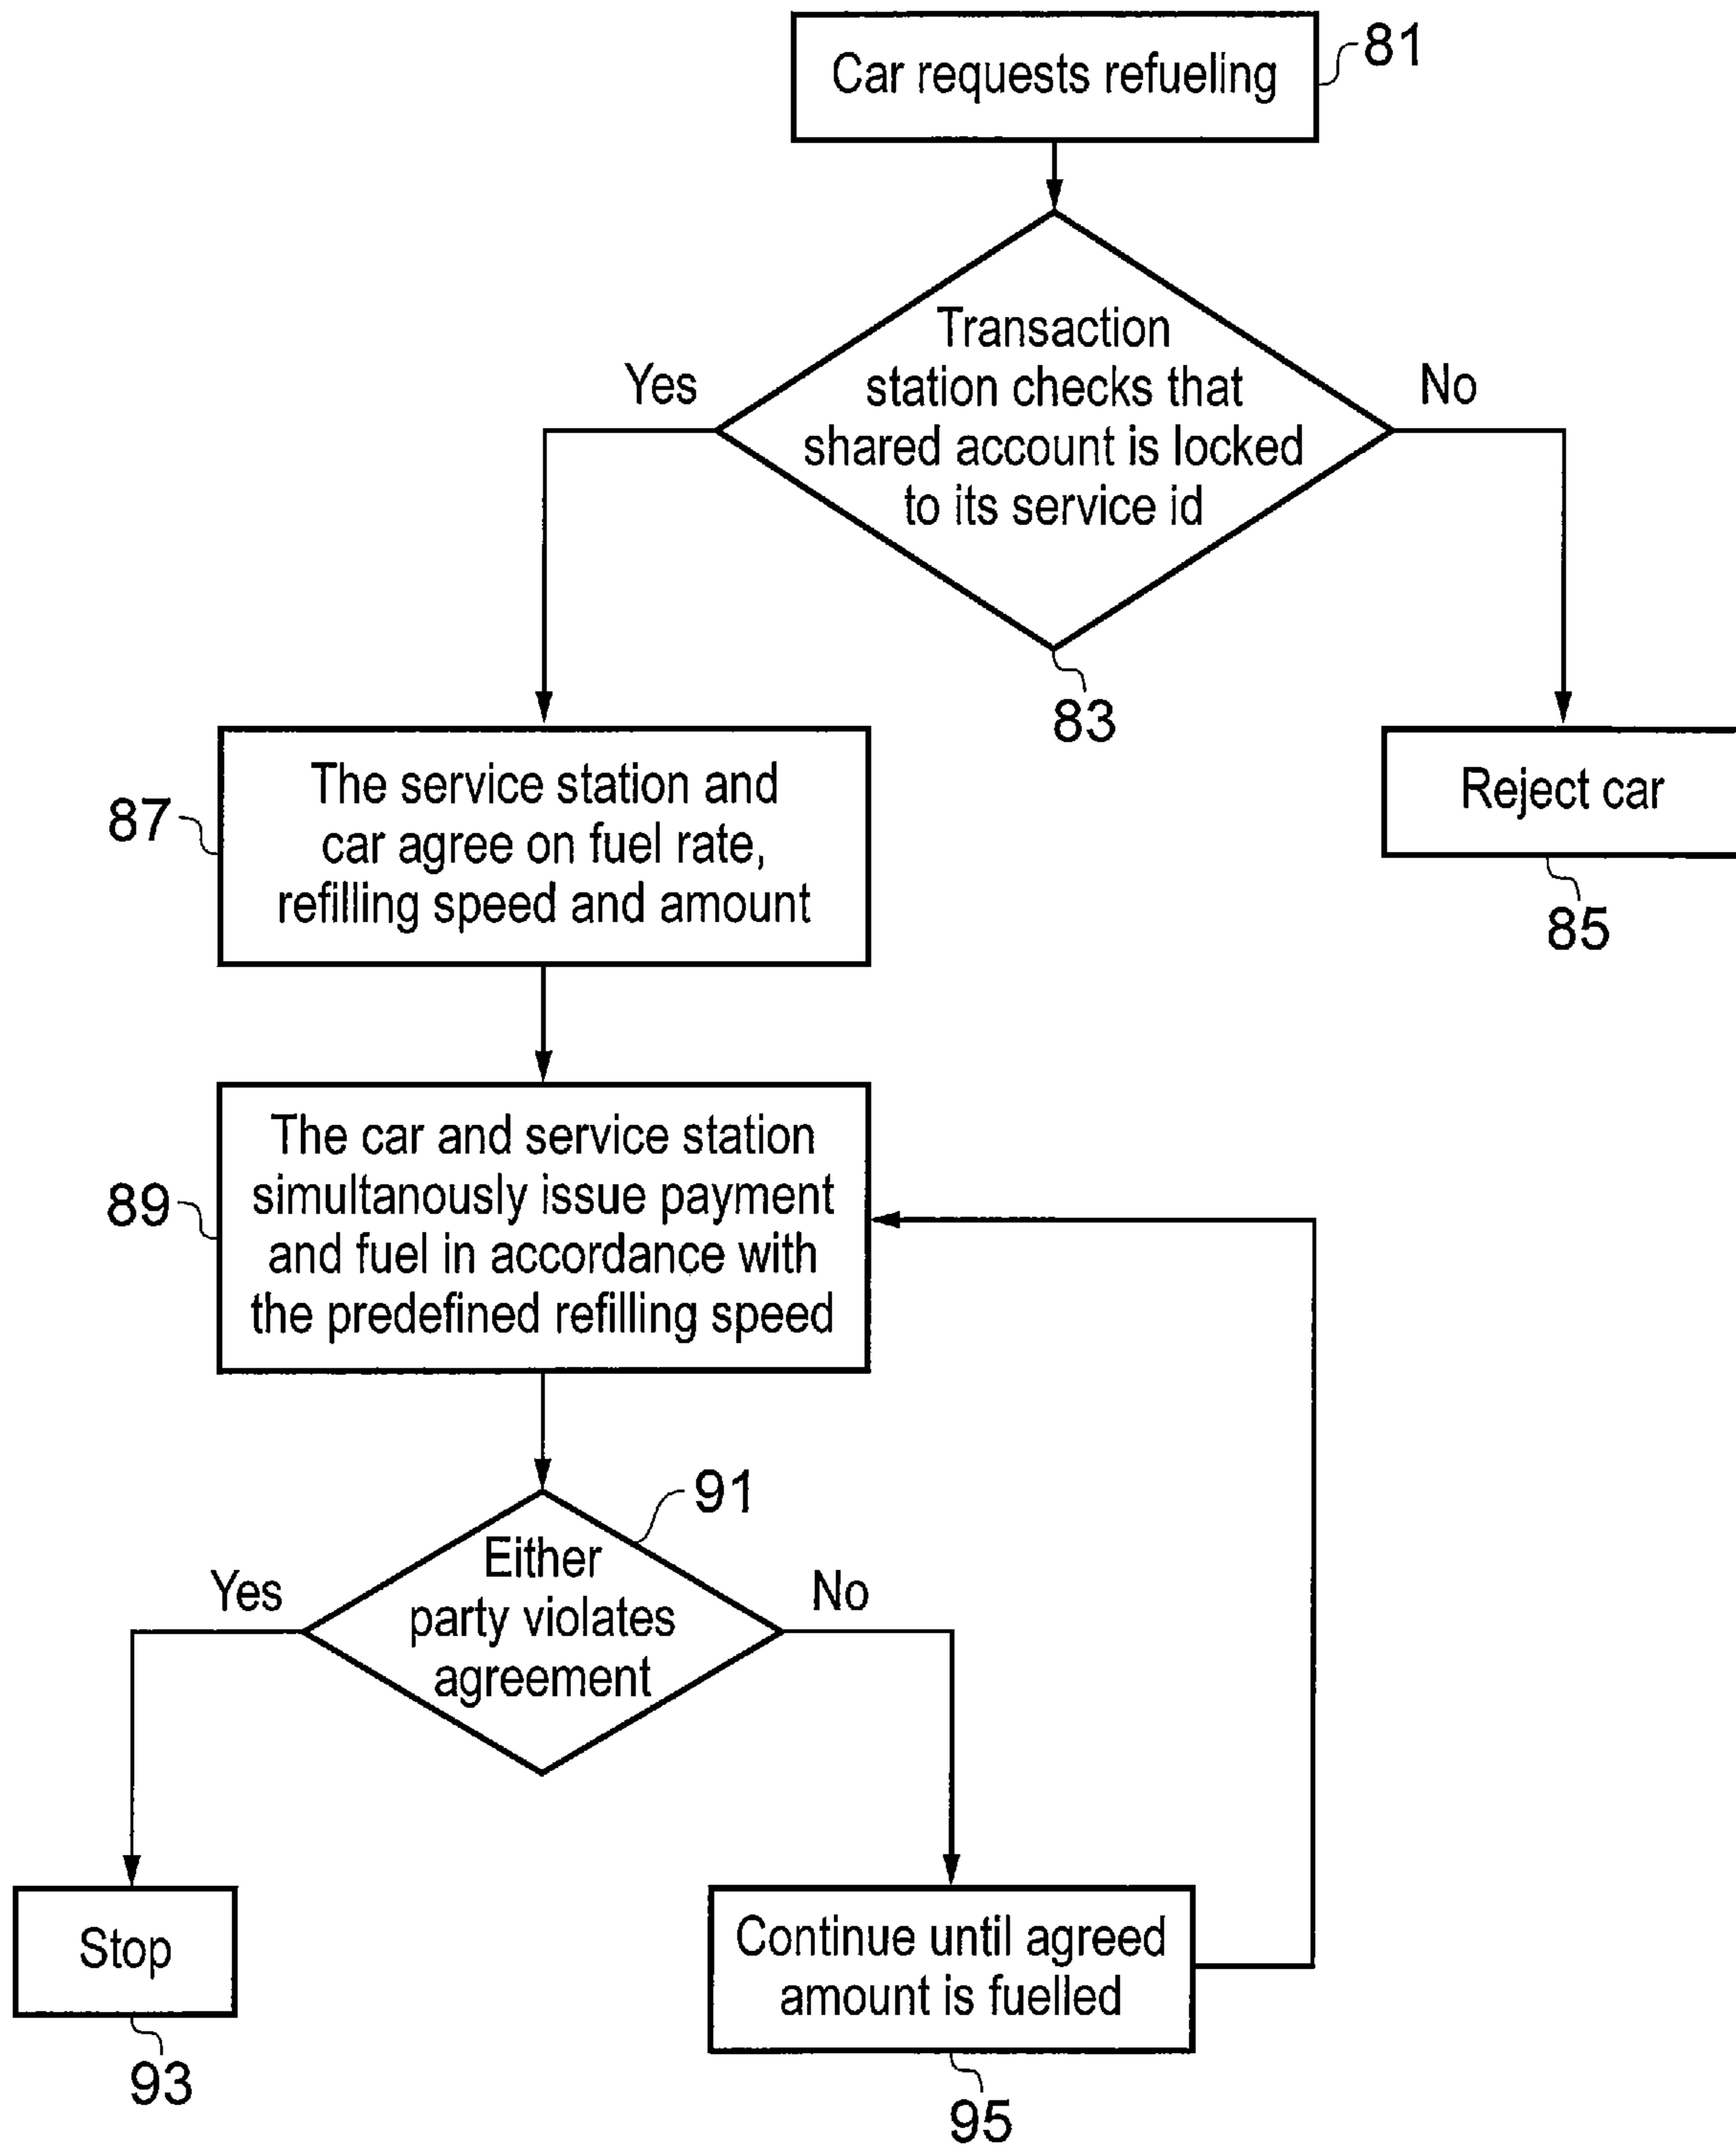 Car requests refueling
81
Transaction
station checks that
shared account is locked
to its service id
Yes
No
83
The service station and
car agree on fuel rate,
refilling speed and amount
87
Reject car
85
The car and service station
simultanously issue payment
and fuel in accordance with
the predefined refilling speed
89
91
Either
party violates
agreement
Yes
No
Stop
93
Continue until agreed
amount is fuelled
95